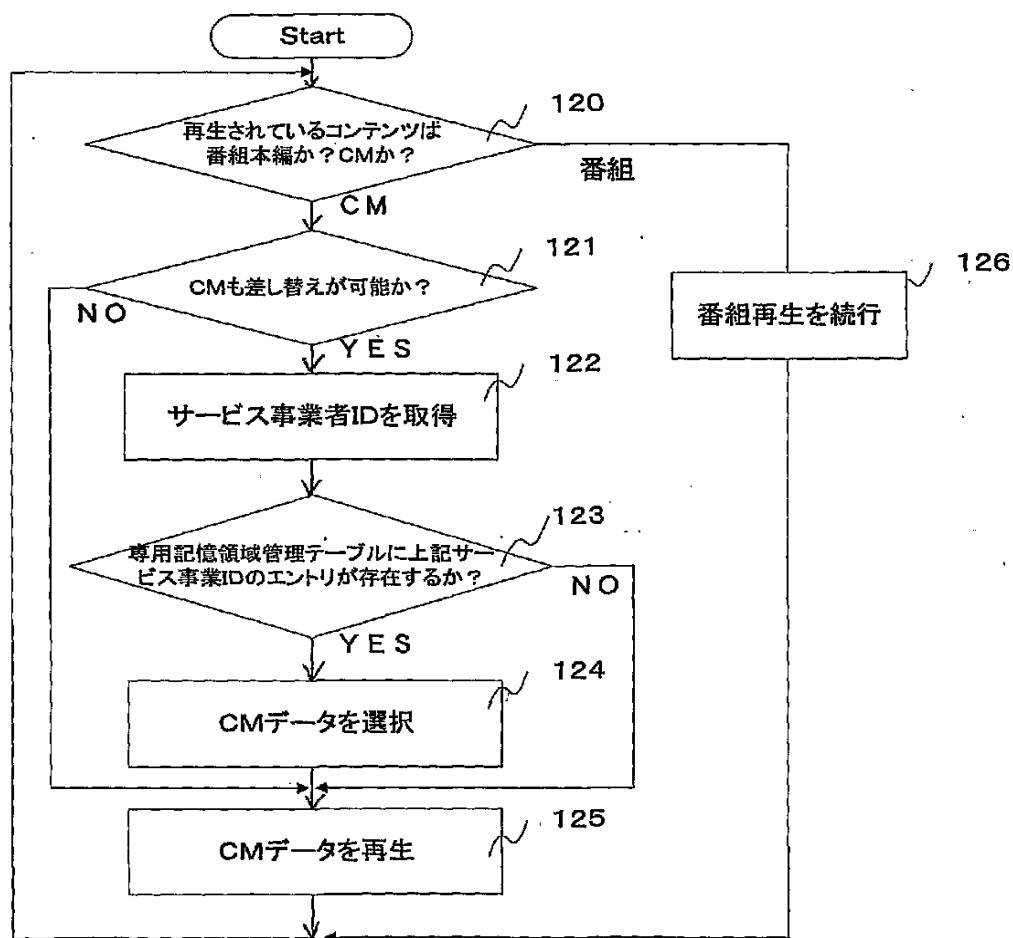 Start
120
再生されているコンテンツは
番組本編か？CMか？
番組
CM
121
CMも差し替えが可能か？
NO
YES
126
番組再生を続行
122
サービス事業者IDを取得
123
専用記憶領域管理テーブルに上記サー
ビス事業IDのエントリが存在するか？
NO
YES
124
CMデータを選択
125
CMデータを再生